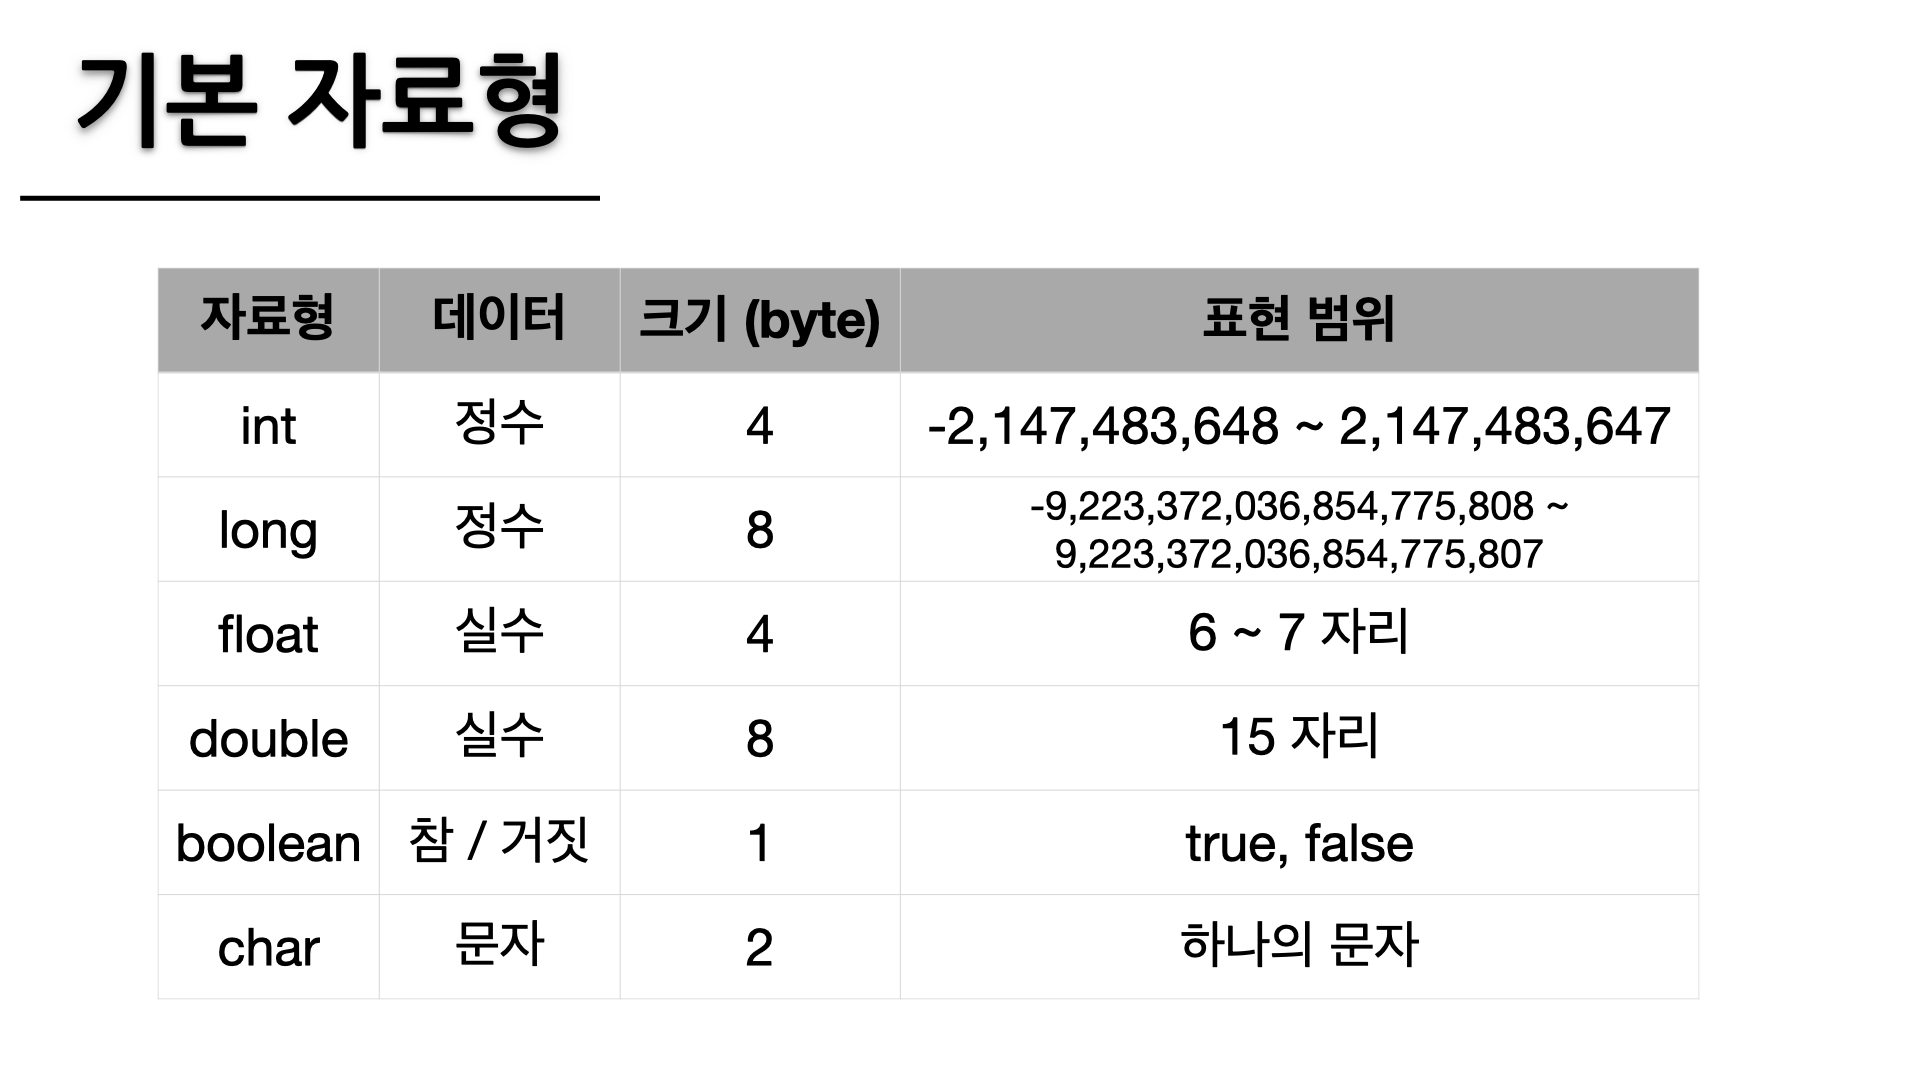 기본 자료형
자료형 데이터 크기 (byte) 표현 범위
int 정수 4 -2,147,483,648 ~ 2,147,483,647
long 정수 8 -9,223,372,036,854,775,808 ~
9,223,372,036,854,775,807
float 실수 4 6 ~ 7 자리
double 실수 8 15 자리
boolean 참 / 거짓 1 true, false
char 문자 2 하나의 문자